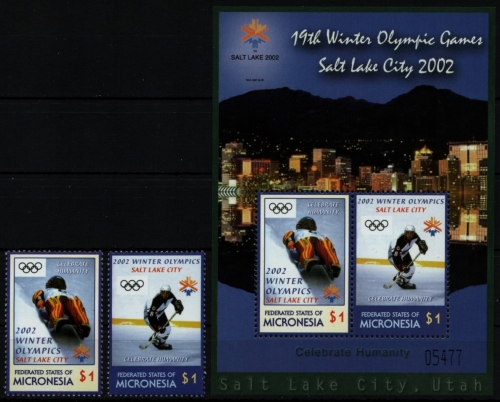 SALT LAKE 2002
19th Winter Olympic Games
Salt Lake City 2002
CELEBRATE
HUMANITY
2002
WINTER
OLYMPICS
SALT LAKE CITY
FEDERATED STATES OF
MICRONESIA $1
2002 WINTER OLYMPICS
SALT LAKE CITY
CELEBRATE HUMANITY
FEDERATED STATES OF
MICRONESIA $1
CELEBRATE
HUMANITY
2002
WINTER
OLYMPICS
SALT LAKE CITY
FEDERATED STATES OF
MICRONESIA $1
2002 WINTER OLYMPICS
SALT LAKE CITY
CELEBRATE HUMANITY
FEDERATED STATES OF
MICRONESIA $1
Celebrate Humanity 05477
Salt Lake City, Utah